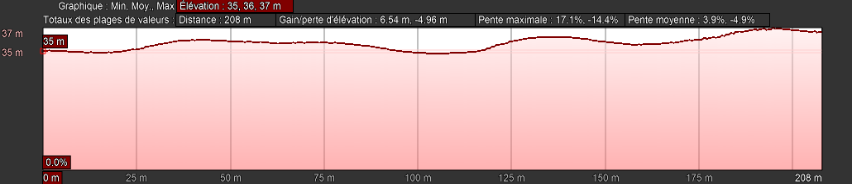 Graphique : Min. Moy., Max Élévation : 35, 36, 37 m
Totaux des plages de valeurs : Distance : 208 m Gain/perte d'élévation : 6.54 m, -4.96 m Pente maximale : 17.1%, -14.4% Pente moyenne : 3.9%, -4.9%
37 m
35 m
35 m
0.0%
0 m 25 m 50 m 75 m 100 m 125 m 150 m 175 m 208 m